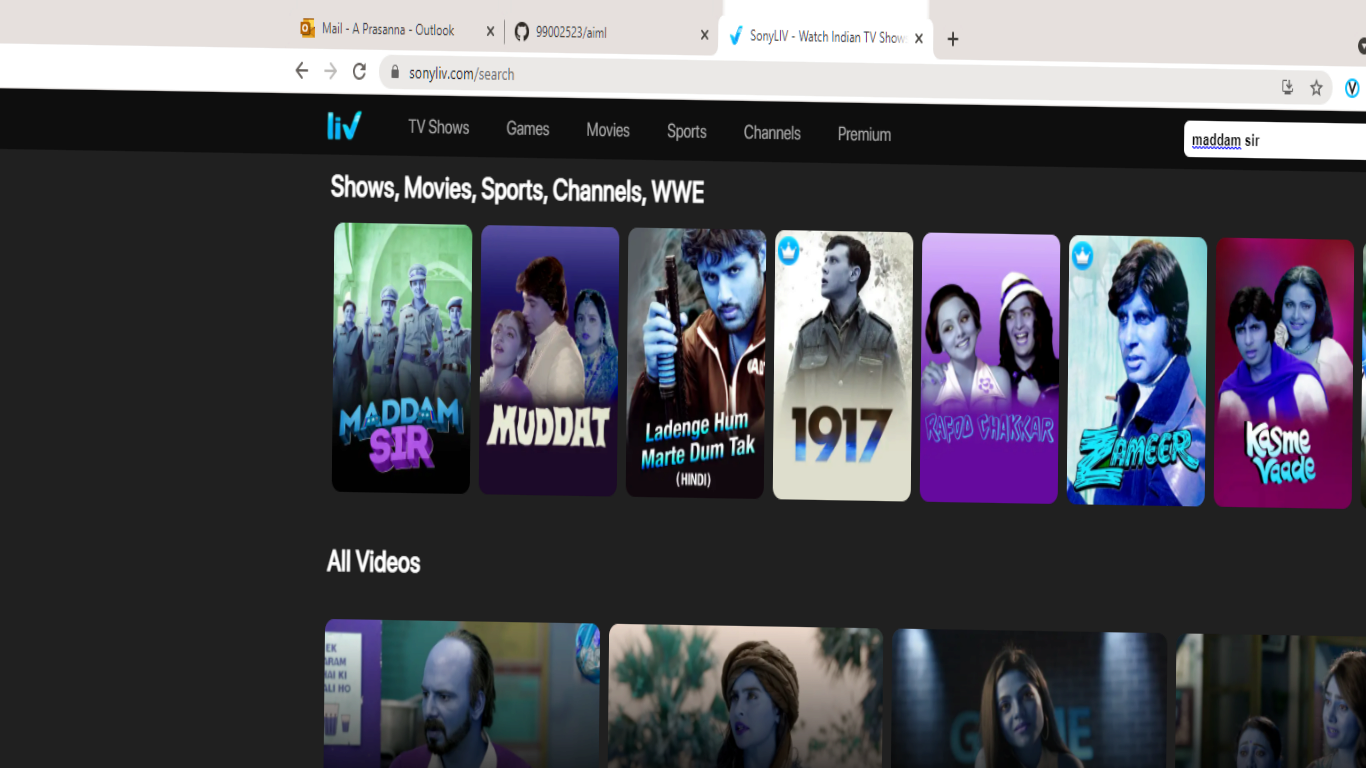 Mail - A Prasanna - Outlook
99002523/aiml
SonyLIV - Watch Indian TV Show
sonyliv.com/search
liv
TV Shows
Games
Movies
Sports
Channels
Premium
maddam sir
Shows, Movies, Sports, Channels, WWE
MADDAM
SIR
MUDDAT
Ladenge Hum
Marte Dum Tak
(HINDI)
1917
RAFOO CHAKKAR
ZAMEER
Kasme
Vaade
All Videos
EK
ARAM
HAI KI
ALI HO